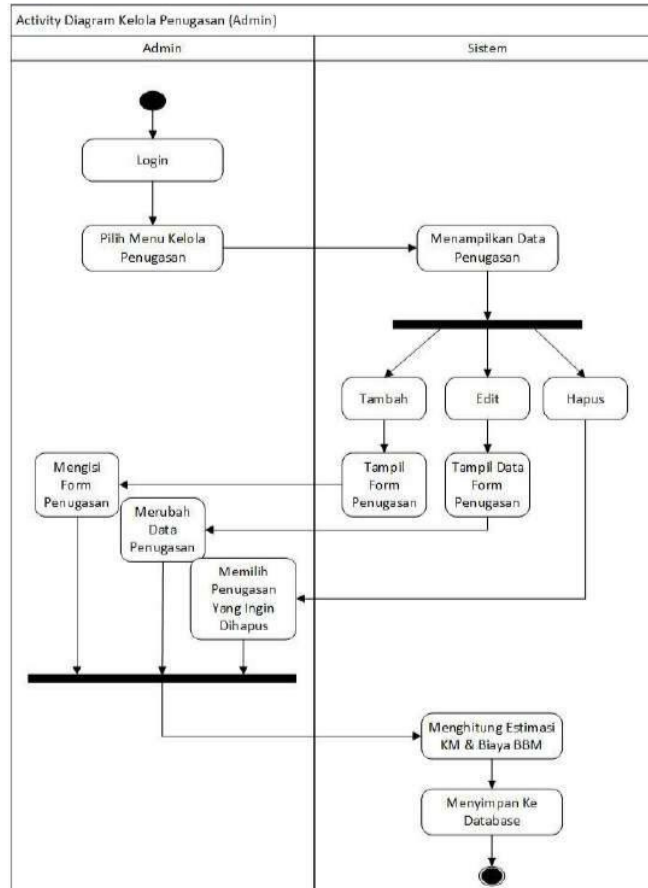 Activity Diagram Kelola Penugasan (Admin)
Admin
Sistem
Login
Pilih Menu Kelola
Penugasan
Menampilkan Data
Penugasan
Tambah
Edit
Hapus
Mengisi
Form
Penugasan
Tampil
Form
Penugasan
Tampil Data
Form
Penugasan
Merubah
Data
Penugasan
Memilih
Penugasan
Yang Ingin
Dihapus
Menghitung Estimasi
KM & Biaya BBM
Menyimpan Ke
Database